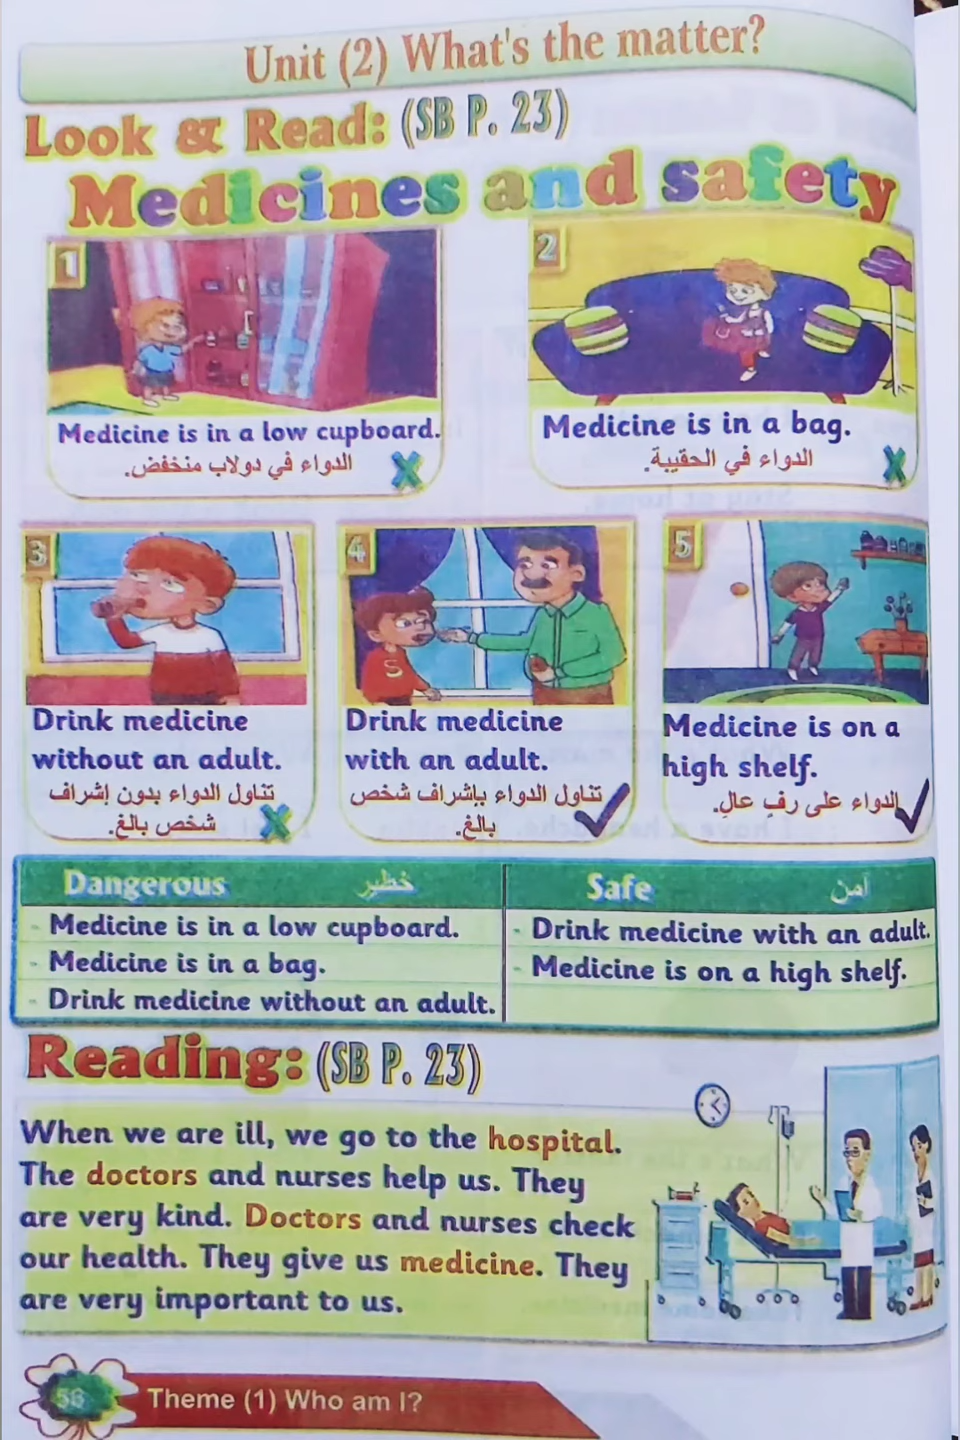 Unit (2) What's the matter?
Look & Read: (SB P. 23)
Medicines and safety
1
Medicine is in a low cupboard.
الدواء في دولاب منخفض.
2
Medicine is in a bag.
الدواء في الحقيبة.
3
Drink medicine
without an adult.
تناول الدواء بدون إشراف
شخص بالغ.
4
S
Drink medicine
with an adult.
تناول الدواء بإشراف شخص
بالغ.
5
Medicine is on a
high shelf.
الدواء على رفٍ عالٍ.
Dangerous خطير
- Medicine is in a low cupboard.
- Medicine is in a bag.
- Drink medicine without an adult.
Safe آمن
- Drink medicine with an adult.
- Medicine is on a high shelf.
Reading: (SB P. 23)
When we are ill, we go to the hospital.
The doctors and nurses help us. They
are very kind. Doctors and nurses check
our health. They give us medicine. They
are very important to us.
Theme (1) Who am I?